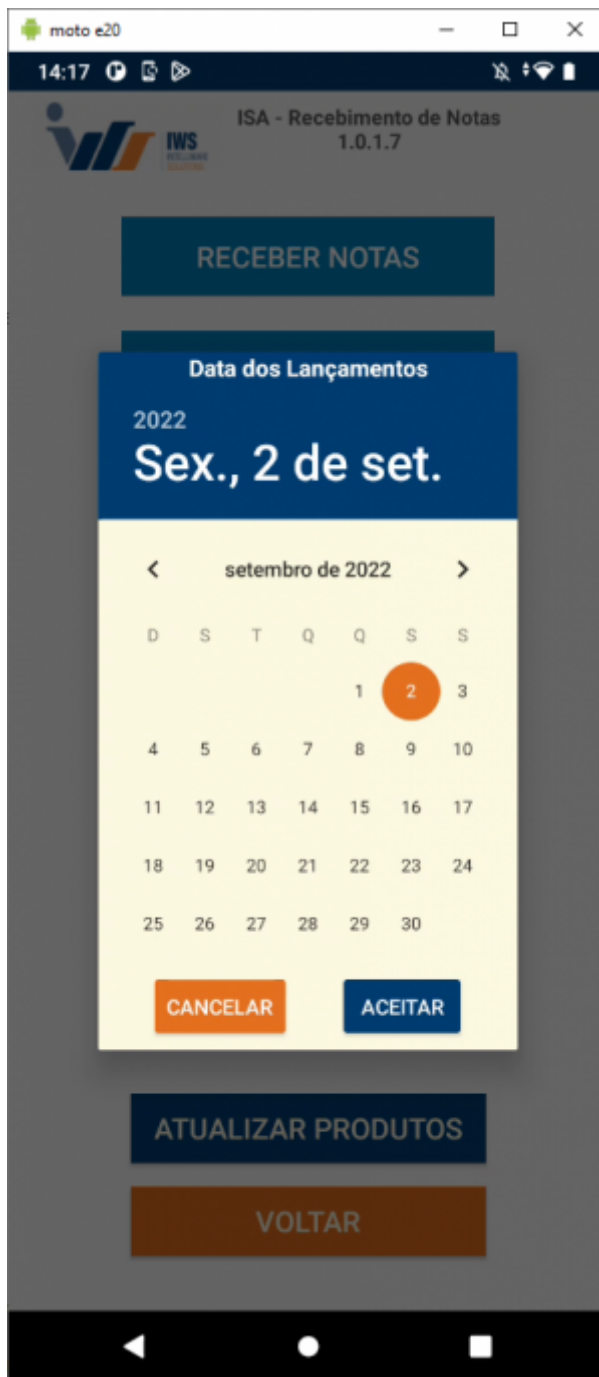 moto e20
14:17
ISA - Recebimento de Notas
1.0.1.7
IWS
RECEBER NOTAS
Data dos Lançamentos
2022
Sex., 2 de set.
setembro de 2022
D S T Q Q S S
1 2 3
4 5 6 7 8 9 10
11 12 13 14 15 16 17
18 19 20 21 22 23 24
25 26 27 28 29 30
CANCELAR ACEITAR
ATUALIZAR PRODUTOS
VOLTAR